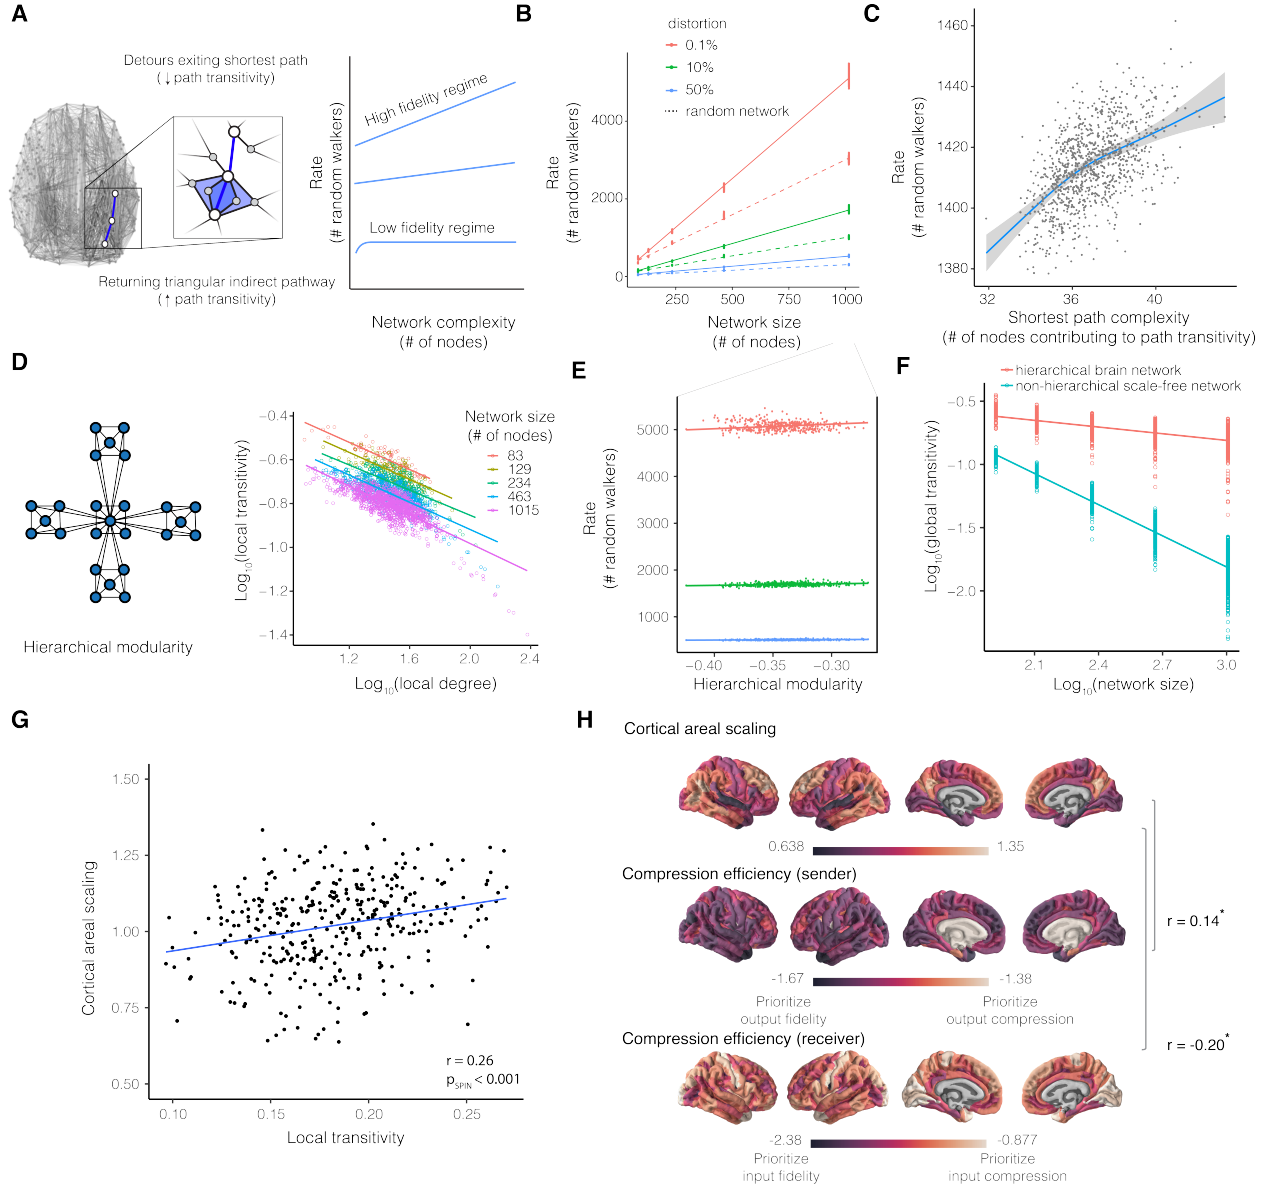 A
Detours exiting shortest path
(↓path transitivity)
Returning triangular indirect pathway
(↑ path transitivity)
Rate
(# random walkers)
High fidelity regime
Low fidelity regime
Network complexity
(# of nodes)
B
distortion
0.1%
10%
50%
random network
Rate
(# random walkers)
4000
2000
0
250
500
750
1000
Network size
(# of nodes)
C
Rate
(# random walkers)
1460
1440
1420
1400
1380
32
36
40
Shortest path complexity
(# of nodes contributing to path transitivity)
D
Hierarchical modularity
Log10(local transitivity)
−0.4
−0.6
−0.8
−1.0
−1.2
−1.4
1.2
1.6
2.0
2.4
Log10(local degree)
Network size
(# of nodes)
83
129
234
463
1015
E
Rate
(# random walkers)
5000
4000
3000
2000
1000
−0.40
−0.35
−0.30
Hierarchical modularity
F
hierarchical brain network
non-hierarchical scale-free network
Log10(global transitivity)
−0.5
−1.0
−1.5
−2.0
2.1
2.4
2.7
3.0
Log10(network size)
G
Cortical areal scaling
1.50
1.25
1.00
0.75
0.50
0.10
0.15
0.20
0.25
Local transitivity
r = 0.26
pSPIN < 0.001
H
Cortical areal scaling
0.638
1.35
Compression efficiency (sender)
-1.67
-1.38
Prioritize
output fidelity
Prioritize
output compression
Compression efficiency (receiver)
-2.38
-0.877
Prioritize
input fidelity
Prioritize
input compression
r = 0.14*
r = -0.20*